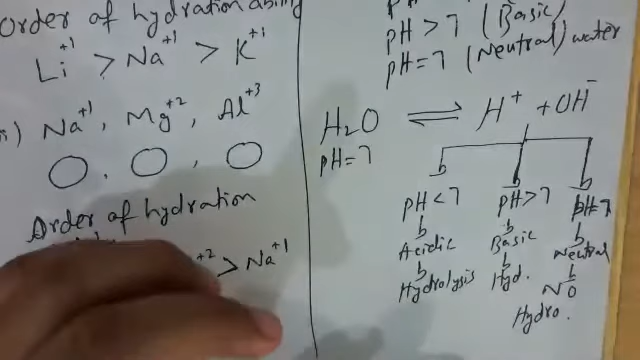 Order of hydration ability
Li+1 > Na+1 > K+1
Na+1, Mg+2, Al+3
Order of hydration
+2 > Na+1
pH
pH > 7 (Basic)
pH = 7 (Neutral) water
H2O ⇌ H+ + OH-
pH = 7
pH < 7 pH > 7 pH = 7
Acidic Basic Neutral
Hydrolysis Hyd. No
Hydro.